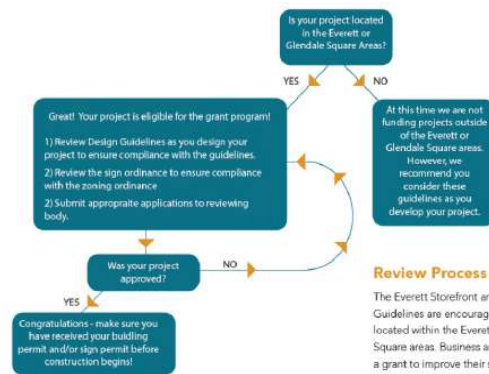 Is your project located
in the Everett or
Glendale Square Areas?
YES
NO
Great! Your project is eligible for the grant program!
1) Review Design Guidelines as you design your
project to ensure compliance with the guidelines.
2) Review the sign ordinance to ensure compliance
with the zoning ordinance
2) Submit appropraite applications to reviewing
body.
At this time we are not
funding projects outside
of the Everett or
Glendale Square areas.
However, we
recommend you
consider these
guidelines as you
develop your project.
Was your project
approved?
NO
YES
Congratulations - make sure you
have received your buidling
permit and/or sign permit before
construction begins!
Review Process
The Everett Storefront an
Guidelines are encourag
located within the Everet
Square areas. Business a
a grant to improve their s